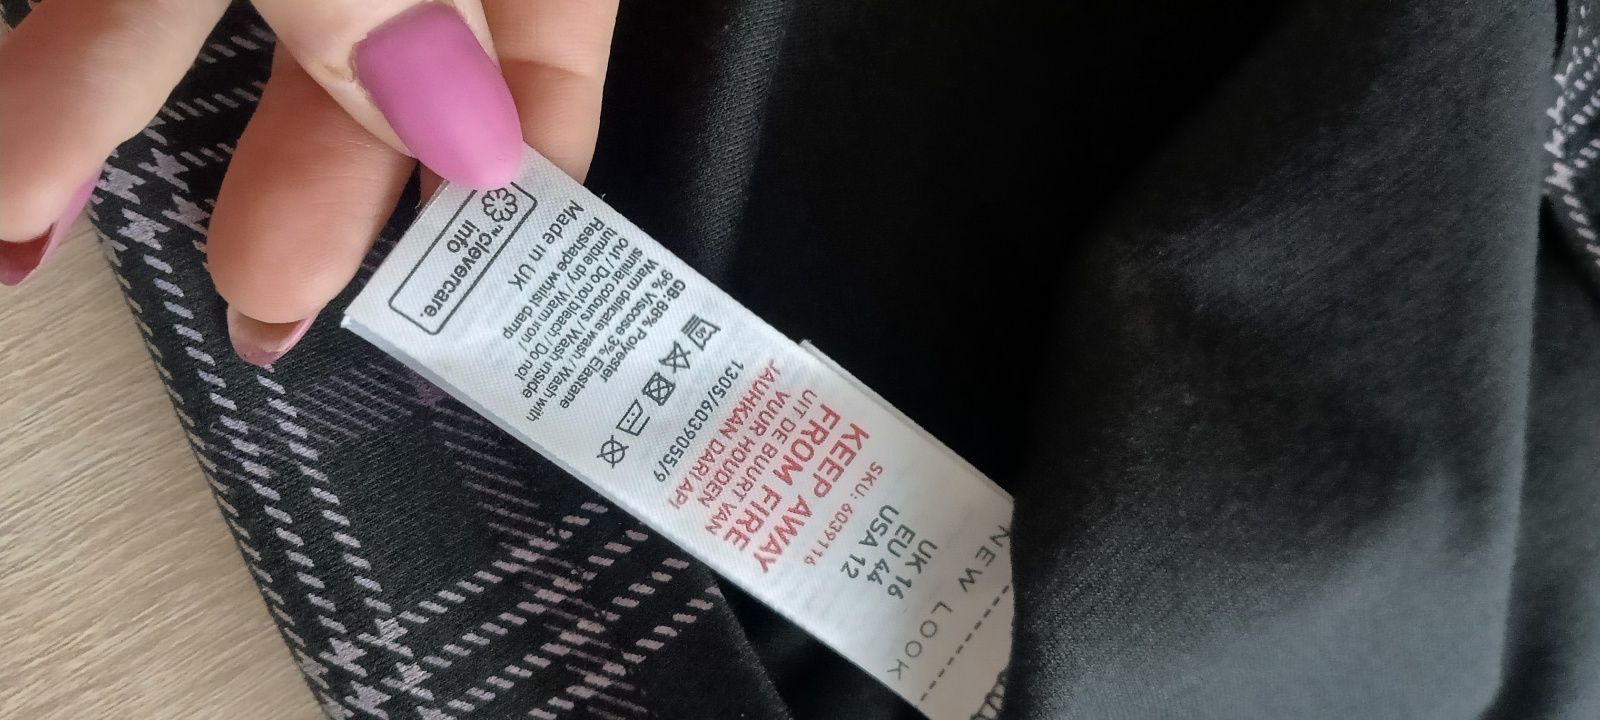 NEW LOOK
UK 16
EU 44
USA 12
SKU: 6039116
KEEP AWAY
FROM FIRE
UIT DE BUURT VAN
VUUR HOUDEN
JAUHKAN DARI API
1305/6039055/9
40
GB: 88% Polyester
9% Viscose 3% Elastane
Warm delicate wash / Wash with
similar colours / Wash inside
out / Do not bleach / Do not
tumble dry / Warm iron /
Reshape whilst damp
Made in UK
™clevercare.
info